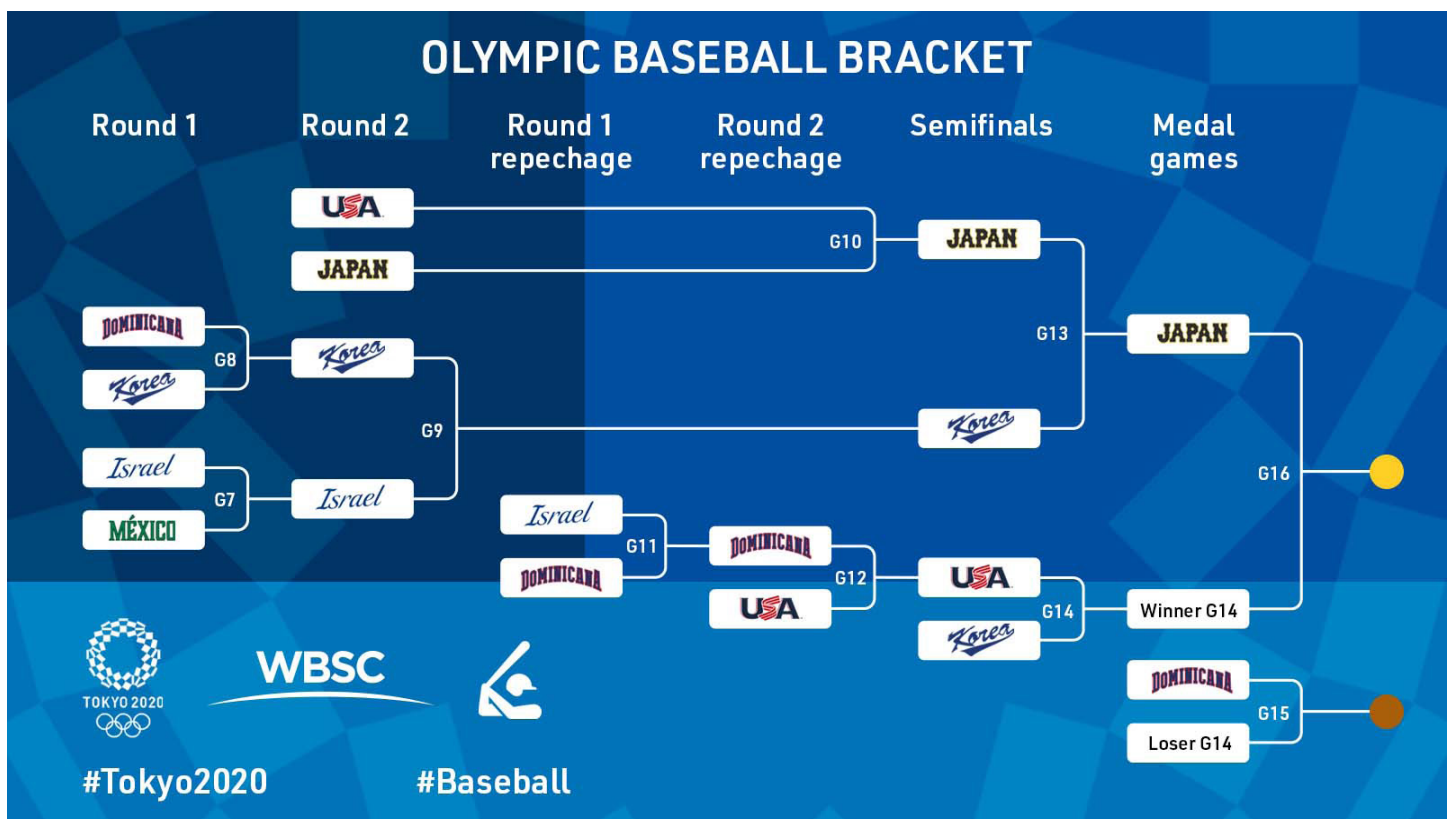 OLYMPIC BASEBALL BRACKET
Round 1
Round 2
Round 1
repechage
Round 2
repechage
Semifinals
Medal
games
USA
JAPAN
G10
JAPAN
DOMINICANA
Korea
G8
Korea
G13
JAPAN
Israel
MÉXICO
G7
Israel
G9
Korea
G16
Israel
DOMINICANA
G11
DOMINICANA
USA
G12
USA
Korea
G14
Winner G14
DOMINICANA
Loser G14
G15
TOKYO 2020
WBSC
#Tokyo2020
#Baseball